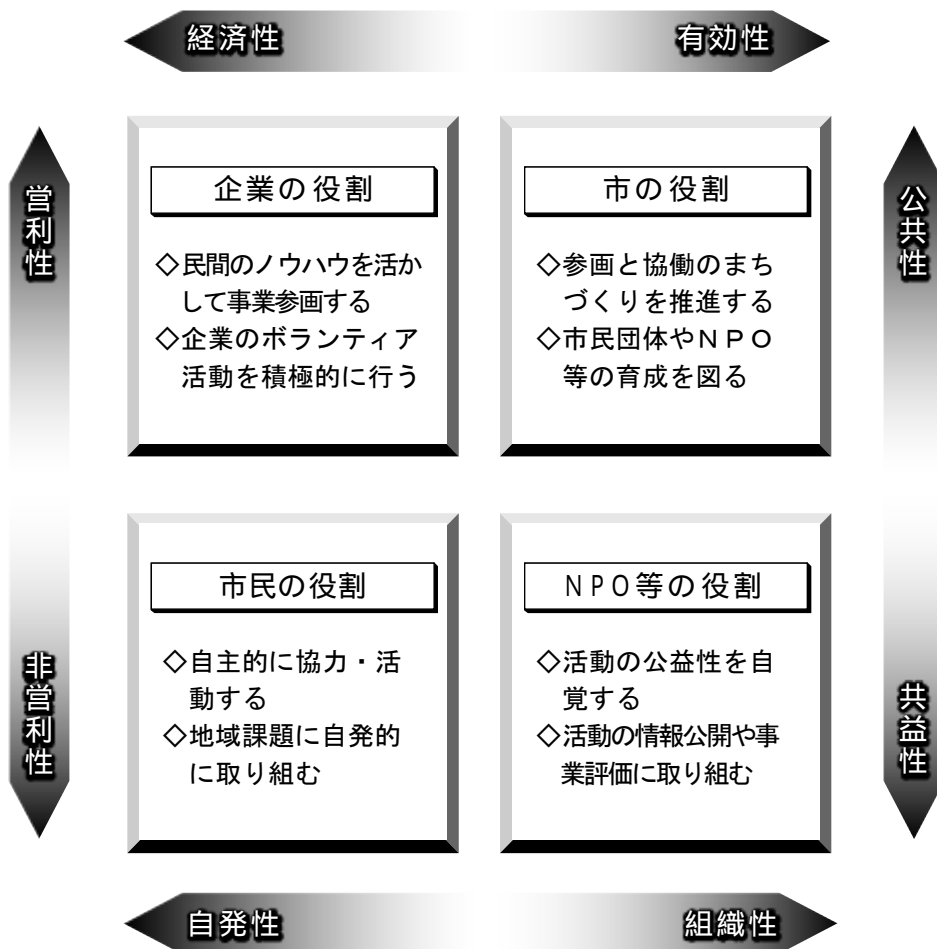 経済性
有効性
営利性
公共性
企業の役割
◇民間のノウハウを活か
して事業参画する
◇企業のボランティア
活動を積極的に行う
市の役割
◇参画と協働のまち
づくりを推進する
◇市民団体やＮＰＯ
等の育成を図る
非営利性
共益性
市民の役割
◇自主的に協力・活
動する
◇地域課題に自発的
に取り組む
ＮＰＯ等の役割
◇活動の公益性を自
覚する
◇活動の情報公開や事
業評価に取り組む
自発性
組織性